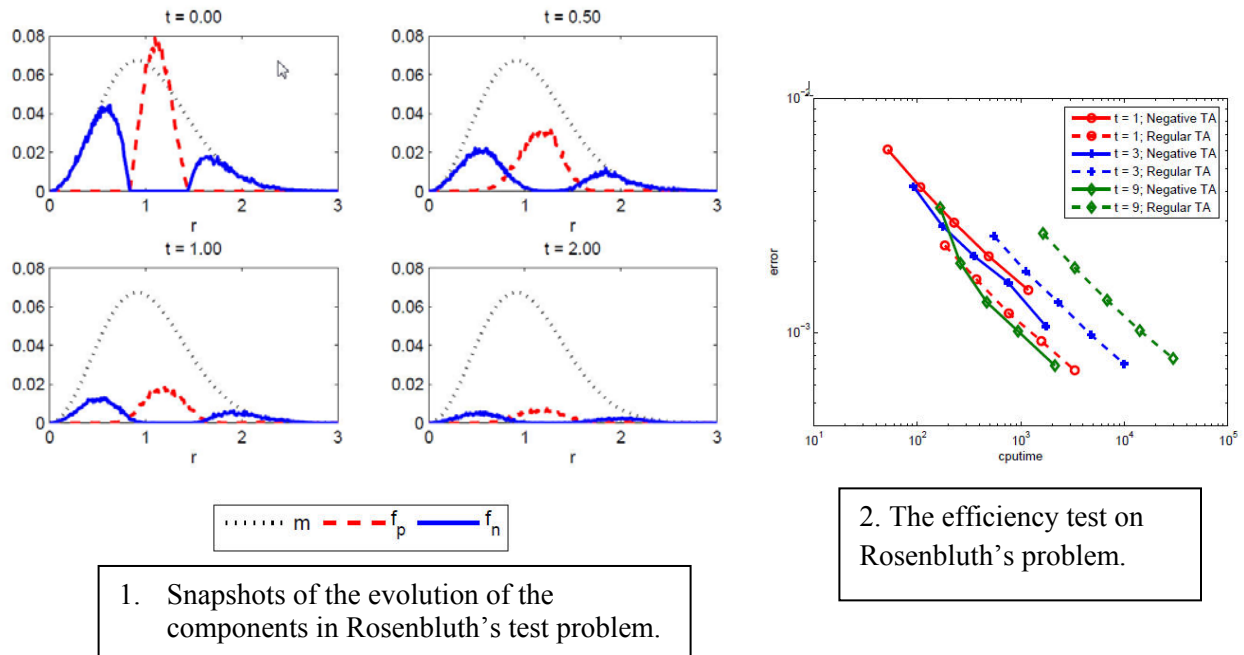 t = 0.00
0.08
0.06
0.04
0.02
0
0 1 2 3
r
t = 0.50
0.08
0.06
0.04
0.02
0
0 1 2 3
r
t = 1.00
0.08
0.06
0.04
0.02
0
0 1 2 3
r
t = 2.00
0.08
0.06
0.04
0.02
0
0 1 2 3
r
m f_p f_n
1. Snapshots of the evolution of the
components in Rosenbluth's test problem.
t = 1; Negative TA
t = 1; Regular TA
t = 3; Negative TA
t = 3; Regular TA
t = 9; Negative TA
t = 9; Regular TA
error
10^-3
10^1 10^2 10^3 10^4 10^5
cputime
2. The efficiency test on
Rosenbluth's problem.